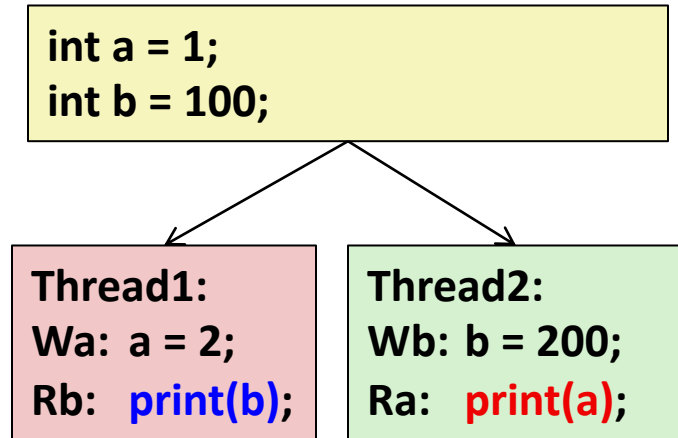 int a = 1;
int b = 100;
Thread1:
Wa: a = 2;
Rb: print(b);
Thread2:
Wb: b = 200;
Ra: print(a);